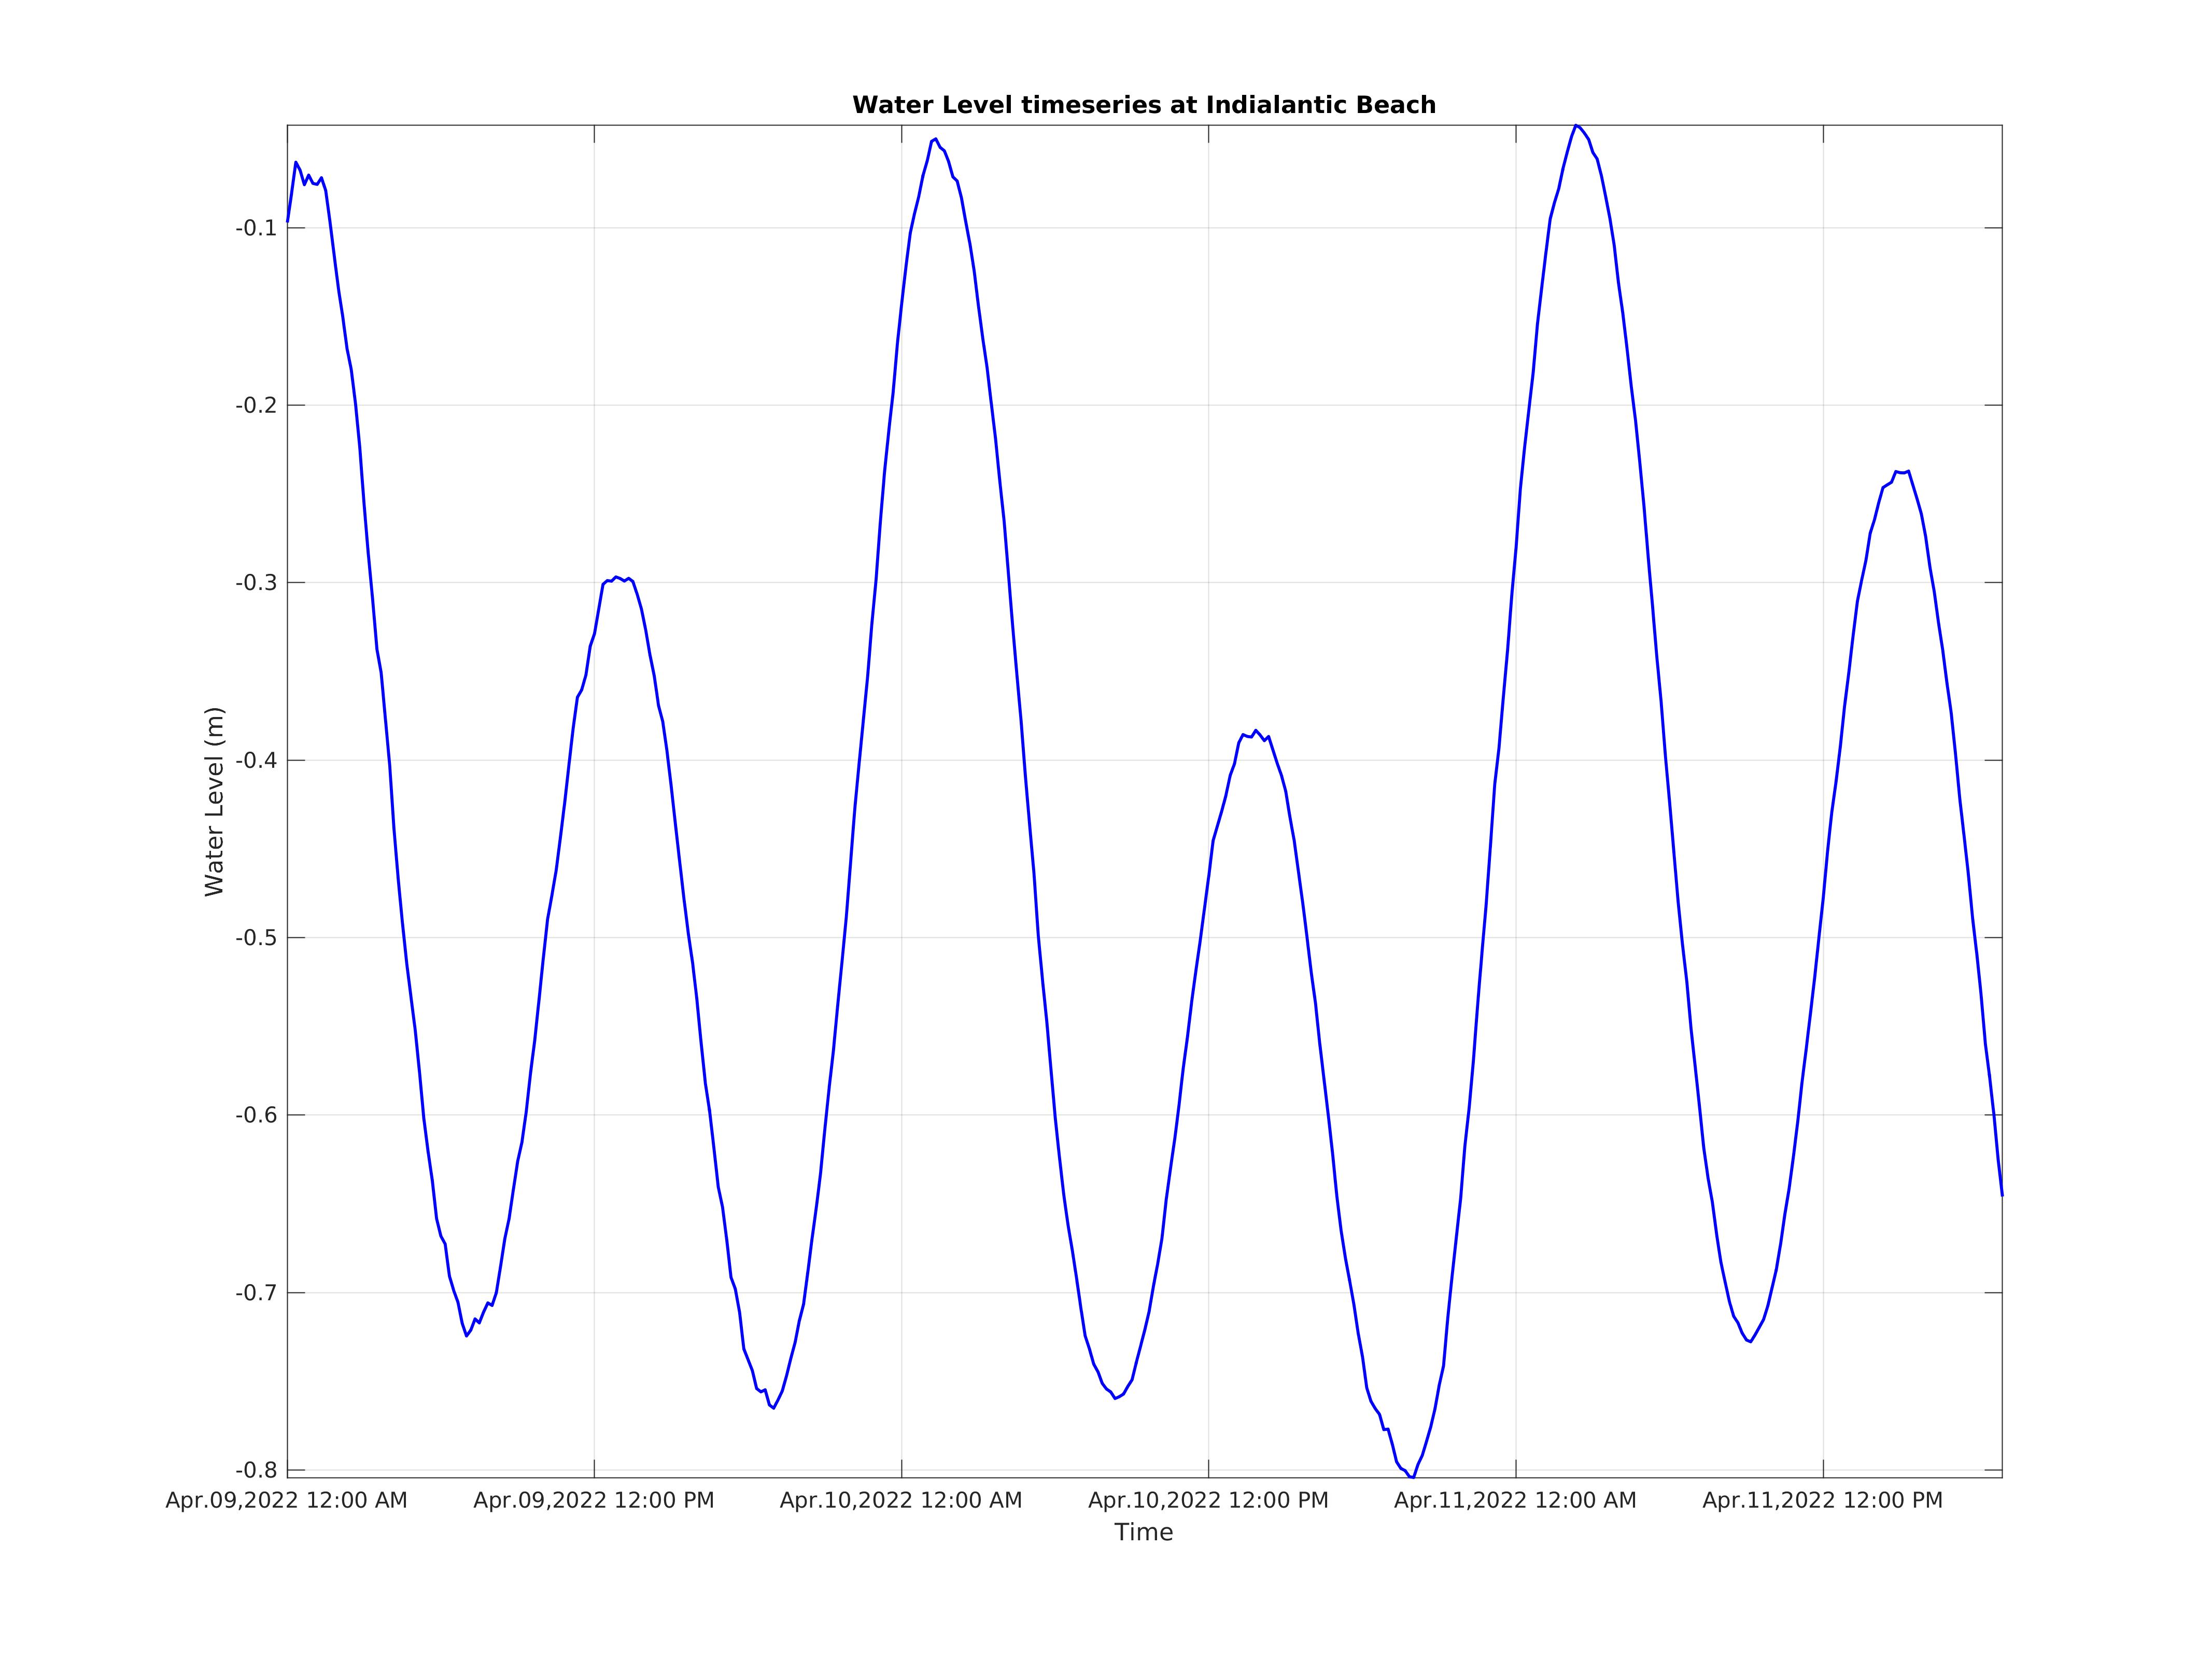 Water Level timeseries at Indialantic Beach
-0.1
-0.2
-0.3
-0.4
-0.5
-0.6
-0.7
-0.8
Water Level (m)
Apr.09,2022 12:00 AM
Apr.09,2022 12:00 PM
Apr.10,2022 12:00 AM
Apr.10,2022 12:00 PM
Apr.11,2022 12:00 AM
Apr.11,2022 12:00 PM
Time